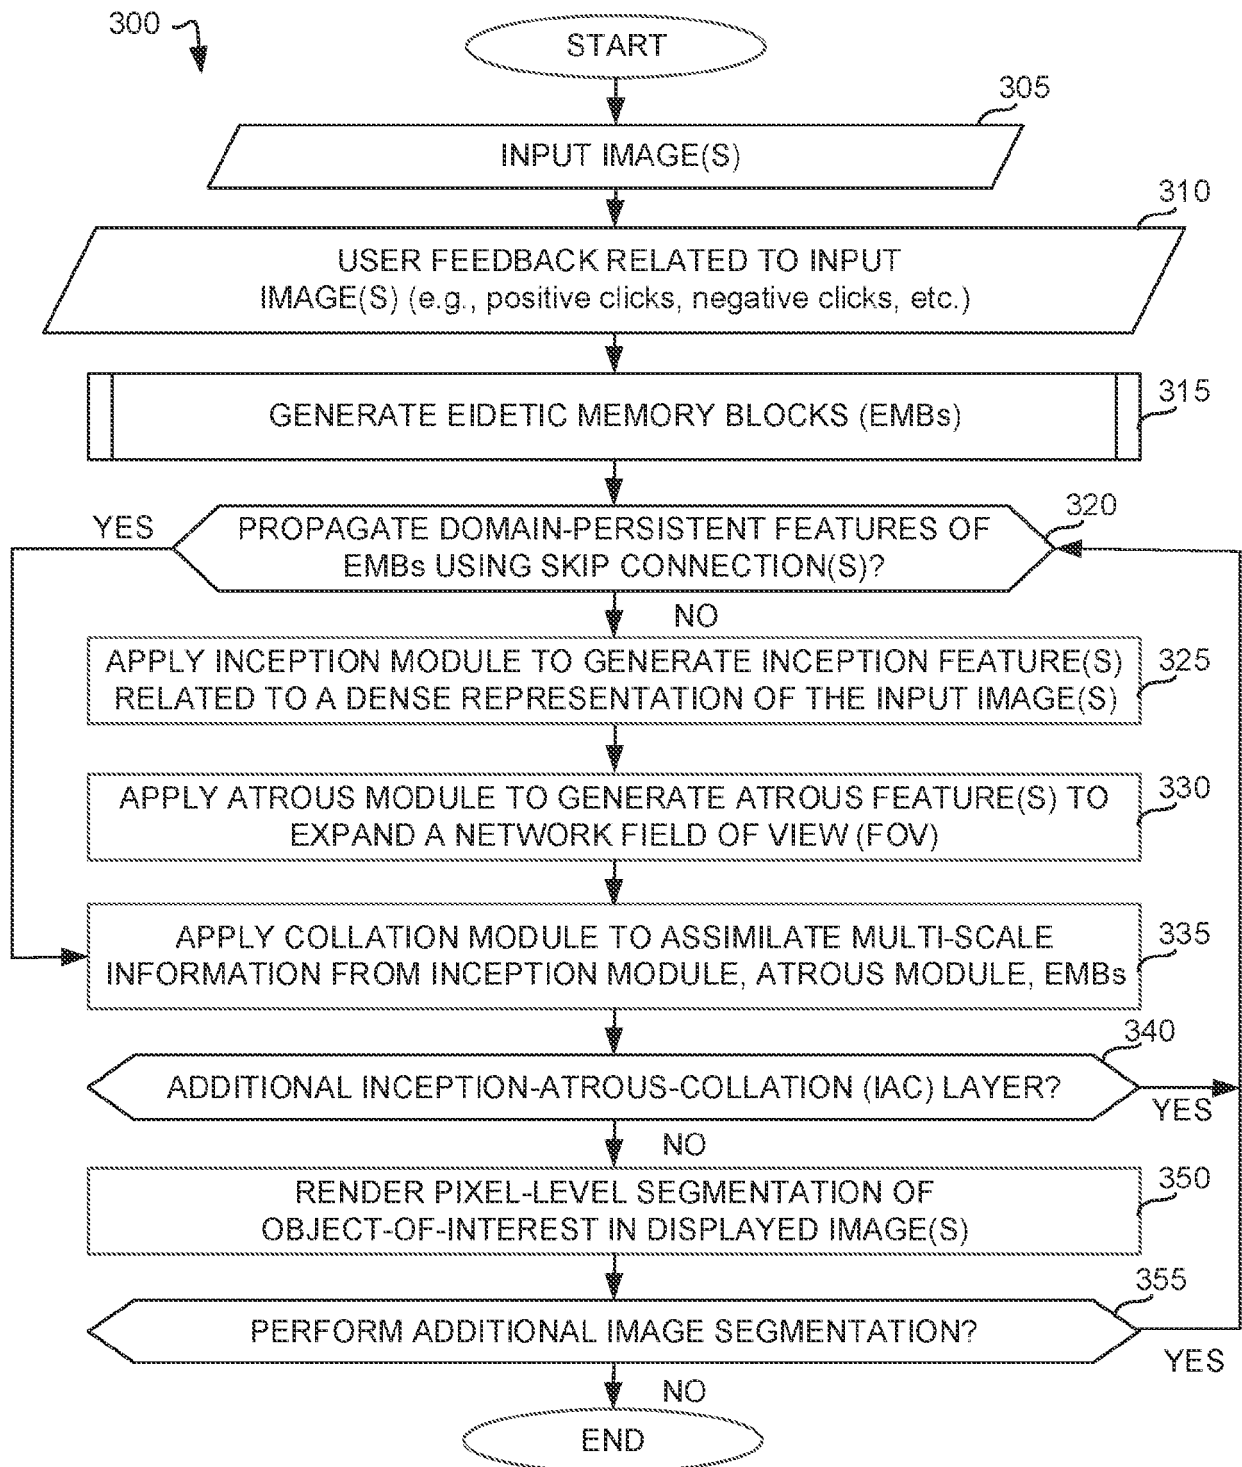 300
START
305
INPUT IMAGE(S)
310
USER FEEDBACK RELATED TO INPUT
IMAGE(S) (e.g., positive clicks, negative clicks, etc.)
GENERATE EIDETIC MEMORY BLOCKS (EMBs)
315
YES
PROPAGATE DOMAIN-PERSISTENT FEATURES OF
EMBs USING SKIP CONNECTION(S)?
320
NO
APPLY INCEPTION MODULE TO GENERATE INCEPTION FEATURE(S)
RELATED TO A DENSE REPRESENTATION OF THE INPUT IMAGE(S)
325
APPLY ATROUS MODULE TO GENERATE ATROUS FEATURE(S) TO
EXPAND A NETWORK FIELD OF VIEW (FOV)
330
APPLY COLLATION MODULE TO ASSIMILATE MULTI-SCALE
INFORMATION FROM INCEPTION MODULE, ATROUS MODULE, EMBs
335
340
ADDITIONAL INCEPTION-ATROUS-COLLATION (IAC) LAYER?
YES
NO
RENDER PIXEL-LEVEL SEGMENTATION OF
OBJECT-OF-INTEREST IN DISPLAYED IMAGE(S)
350
355
PERFORM ADDITIONAL IMAGE SEGMENTATION?
YES
NO
END